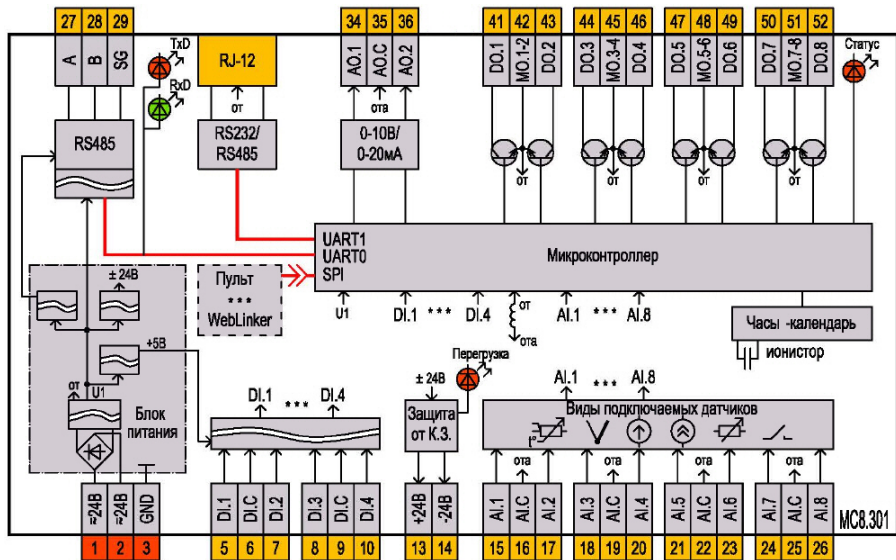 27 28 29 34 35 36 41 42 43 44 45 46 47 48 49 50 51 52
A B SG TxD RJ-12 AO.1 AO.C AO.2 DO.1 MO.1-2 DO.2 DO.3 MO.3-4 DO.4 DO.5 MO.5-6 DO.6 DO.7 MO.7-8 DO.8 Статус
RxD от ота
RS485 RS232/ 0-10В/
RS485 0-20мА
от от от от
UART1
UART0 Микроконтроллер
SPI
± 24В Пульт
***
WebLinker
U1 DI.1 *** DI.4 от AI.1 *** AI.8
ота
Часы -календарь
ионистор
+5В
Перегрузка
от U1
Блок
питания
DI.1 *** DI.4
± 24В
Защита
от К.З.
AI.1 *** AI.8
Виды подключаемых датчиков
t°
ота ота ота ота
≂24В ≂24В GND DI.1 DI.C DI.2 DI.3 DI.C DI.4 +24В -24В AI.1 AI.C AI.2 AI.3 AI.C AI.4 AI.5 AI.C AI.6 AI.7 AI.C AI.8 MC8.301
1 2 3 5 6 7 8 9 10 13 14 15 16 17 18 19 20 21 22 23 24 25 26